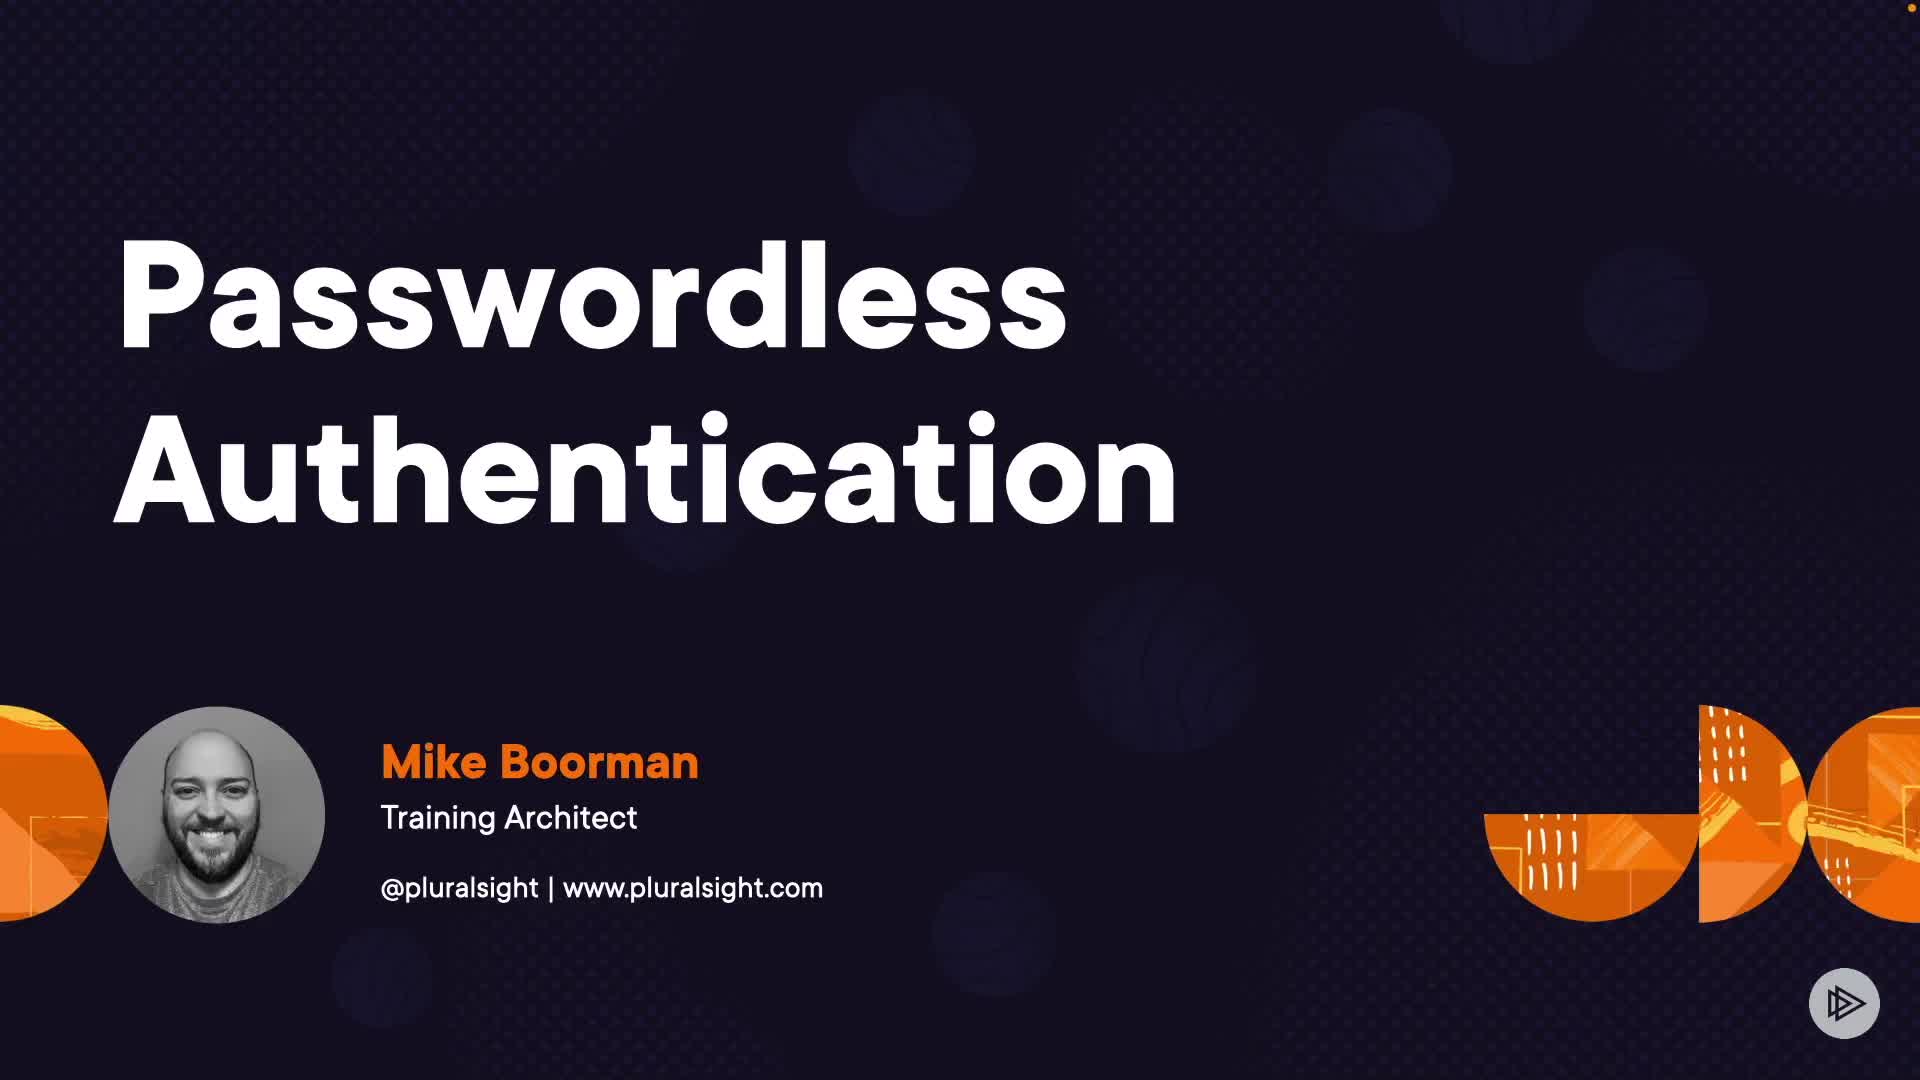 Passwordless
Authentication
Mike Boorman
Training Architect
@pluralsight | www.pluralsight.com